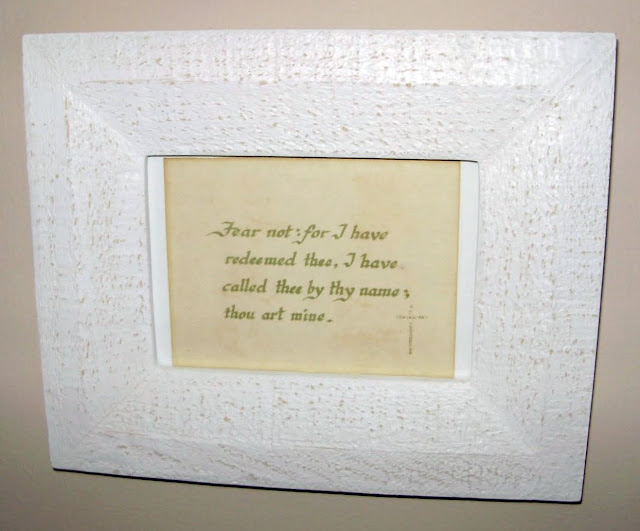 Fear not: for I have
redeemed thee, I have
called thee by thy name;
thou art mine.